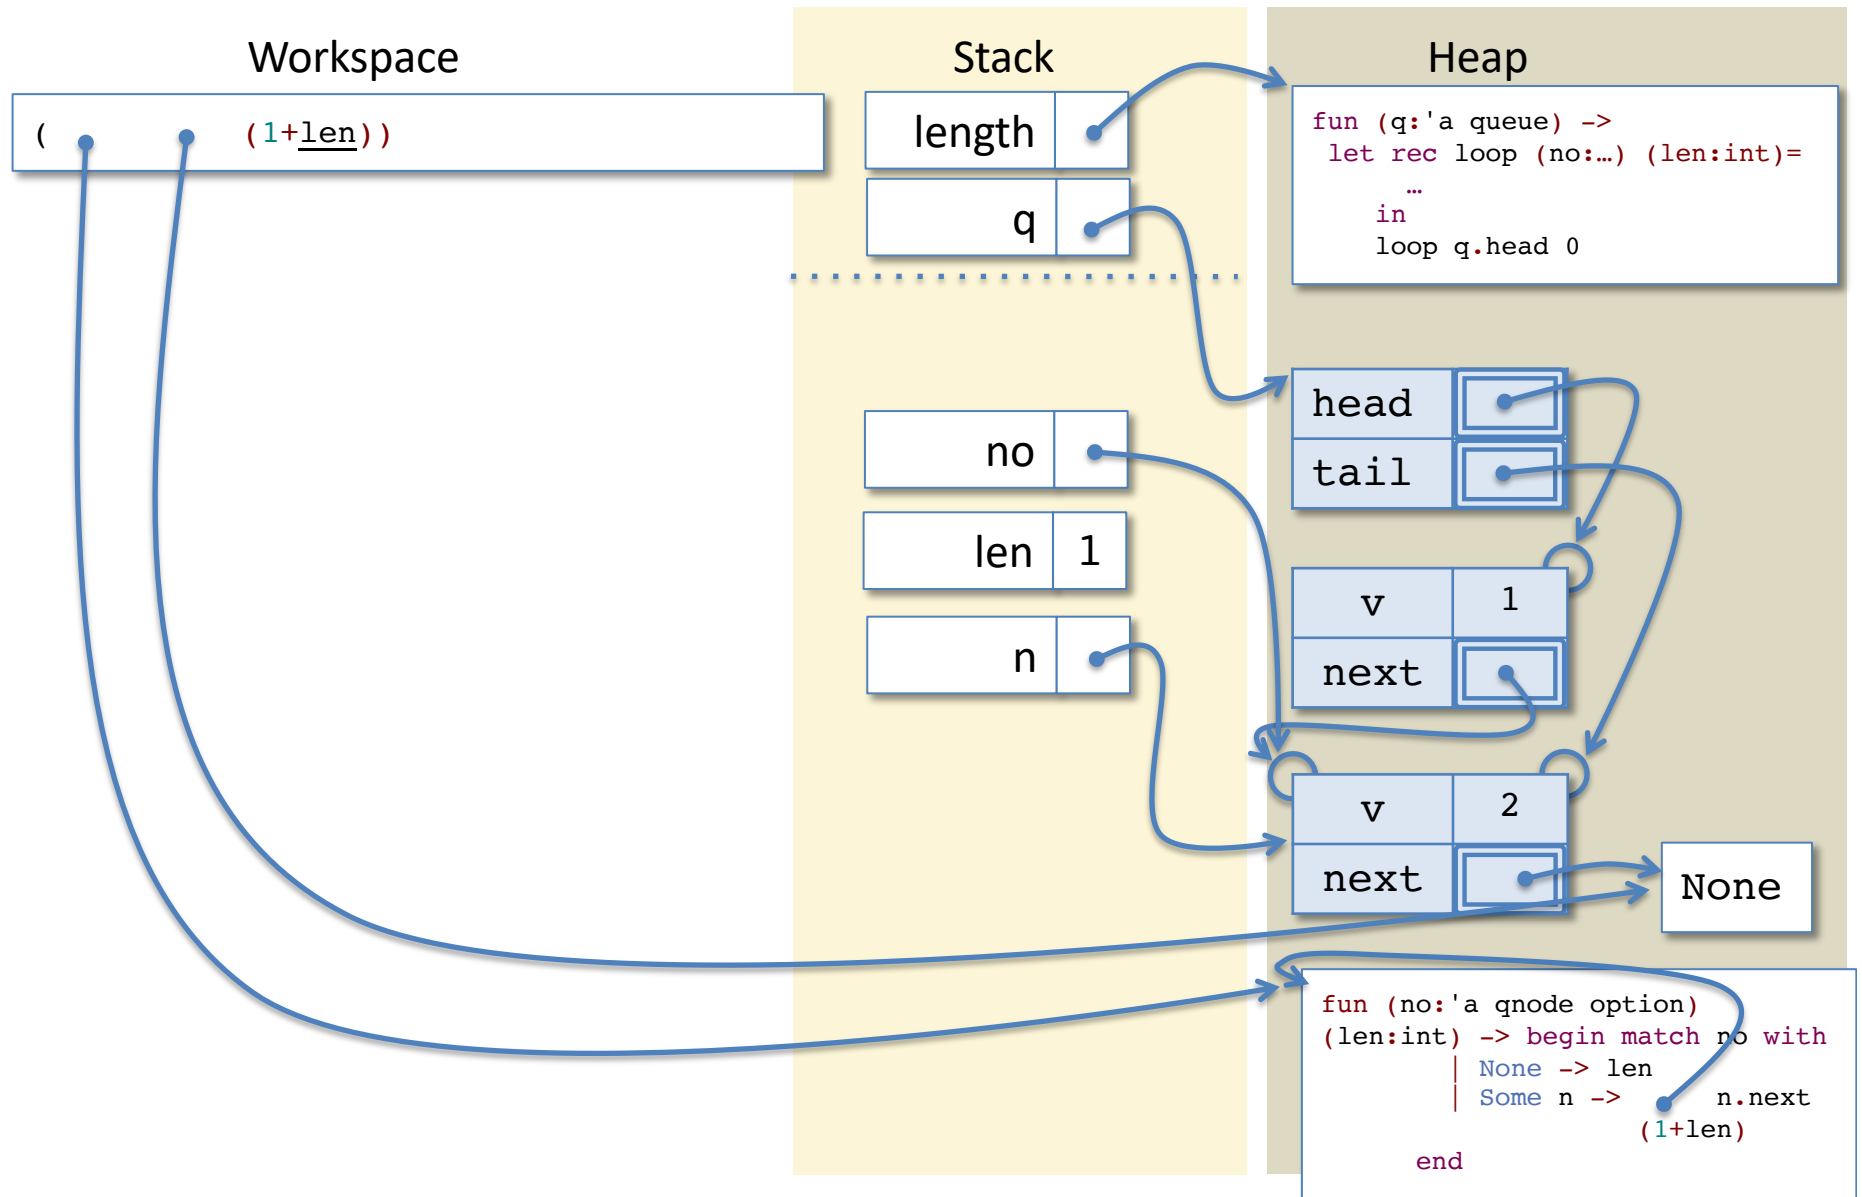 Workspace
Stack
Heap
( (1+len))
length
q
fun (q:'a queue) ->
let rec loop (no:…) (len:int)=
…
in
loop q.head 0
head
tail
no
len 1
n
v 1
next
v 2
next
None
fun (no:'a qnode option)
(len:int) -> begin match no with
| None -> len
| Some n -> n.next
(1+len)
end